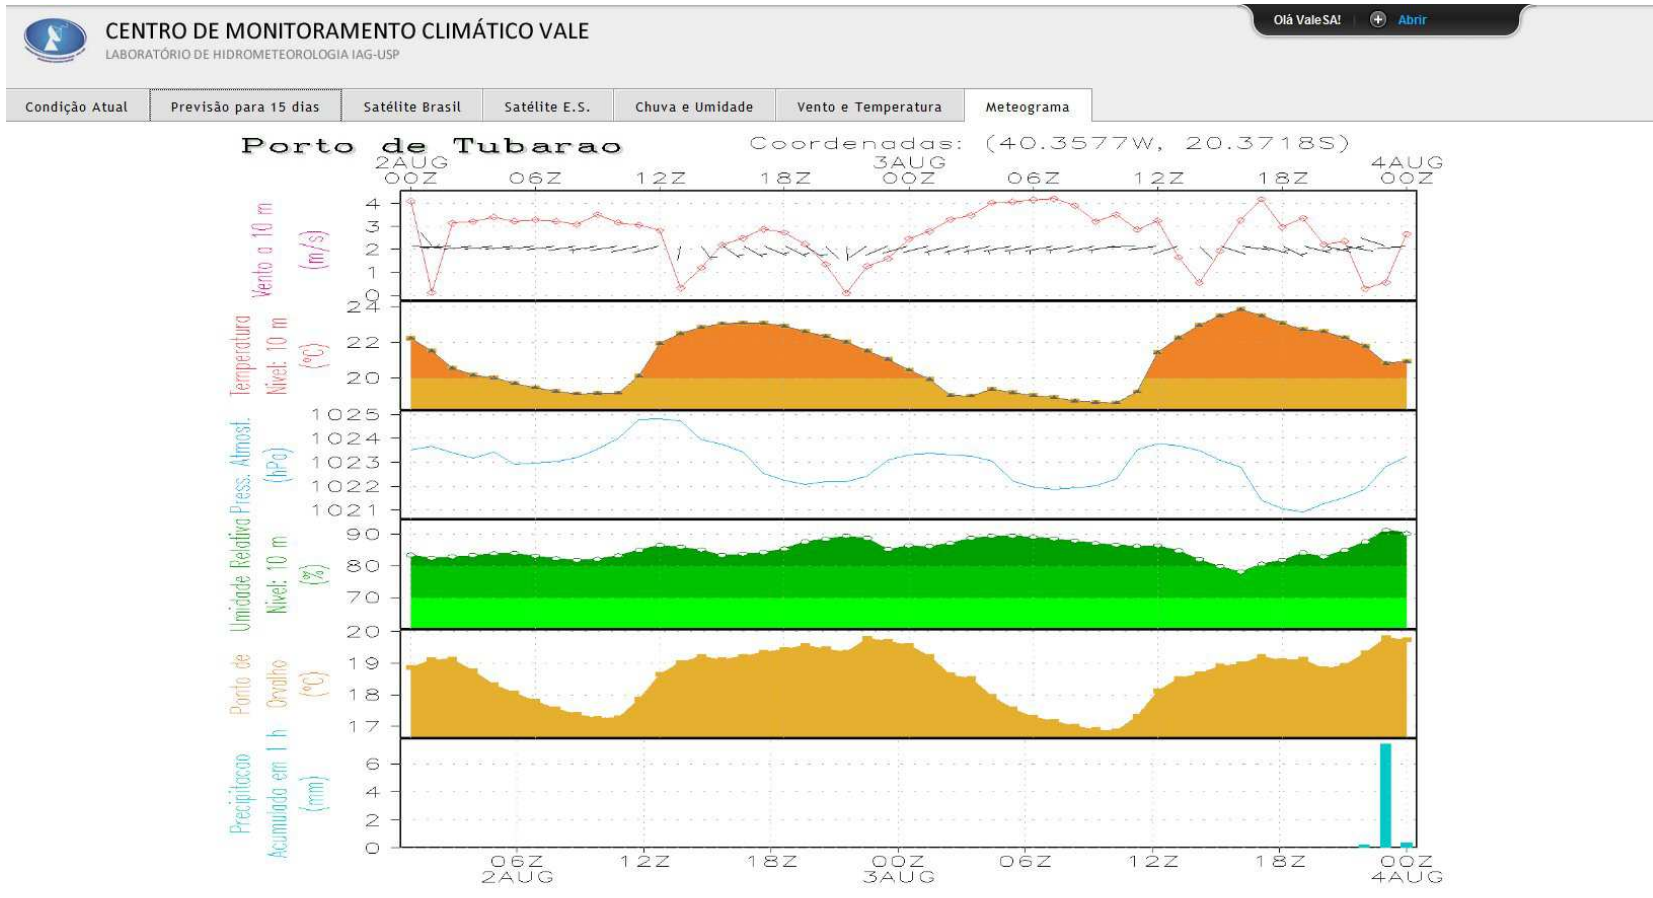 CENTRO DE MONITORAMENTO CLIMÁTICO VALE
LABORATÓRIO DE HIDROMETEOROLOGIA IAG-USP
Olá ValeSA! Abrir
Condição Atual Previsão para 15 dias Satélite Brasil Satélite E.S. Chuva e Umidade Vento e Temperatura Meteograma
Porto de Tubarao Coordenadas: (40.3577W, 20.3718S)
2AUG 3AUG 4AUG
00Z 06Z 12Z 18Z 00Z 06Z 12Z 18Z 00Z
Vento a 10 m
(m/s)
4
3
2
1
0
Temperatura
Nivel: 10 m
(ºC)
24
22
20
Press. Atmost.
(hPa)
1025
1024
1023
1022
1021
Umidade Relativa
Nivel: 10 m
(%)
90
80
70
20
Ponto de
Orvalho
(ºC)
19
18
17
Precipitacao
Acumulada em 1 h
(mm)
6
4
2
0
06Z 12Z 18Z 00Z 06Z 12Z 18Z 00Z
2AUG 3AUG 4AUG